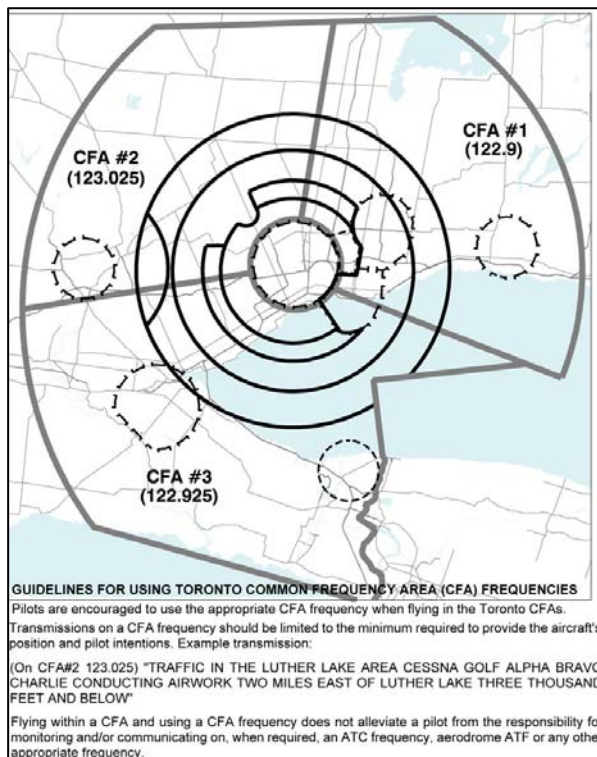 CFA #1
(122.9)
CFA #2
(123.025)
CFA #3
(122.925)
GUIDELINES FOR USING TORONTO COMMON FREQUENCY AREA (CFA) FREQUENCIES
Pilots are encouraged to use the appropriate CFA frequency when flying in the Toronto CFAs.
Transmissions on a CFA frequency should be limited to the minimum required to provide the aircraft's
position and pilot intentions. Example transmission:
(On CFA#2 123.025) "TRAFFIC IN THE LUTHER LAKE AREA CESSNA GOLF ALPHA BRAVO
CHARLIE CONDUCTING AIRWORK TWO MILES EAST OF LUTHER LAKE THREE THOUSAND
FEET AND BELOW"
Flying within a CFA and using a CFA frequency does not alleviate a pilot from the responsibility fo
monitoring and/or communicating on, when required, an ATC frequency, aerodrome ATF or any othe
appropriate frequency.